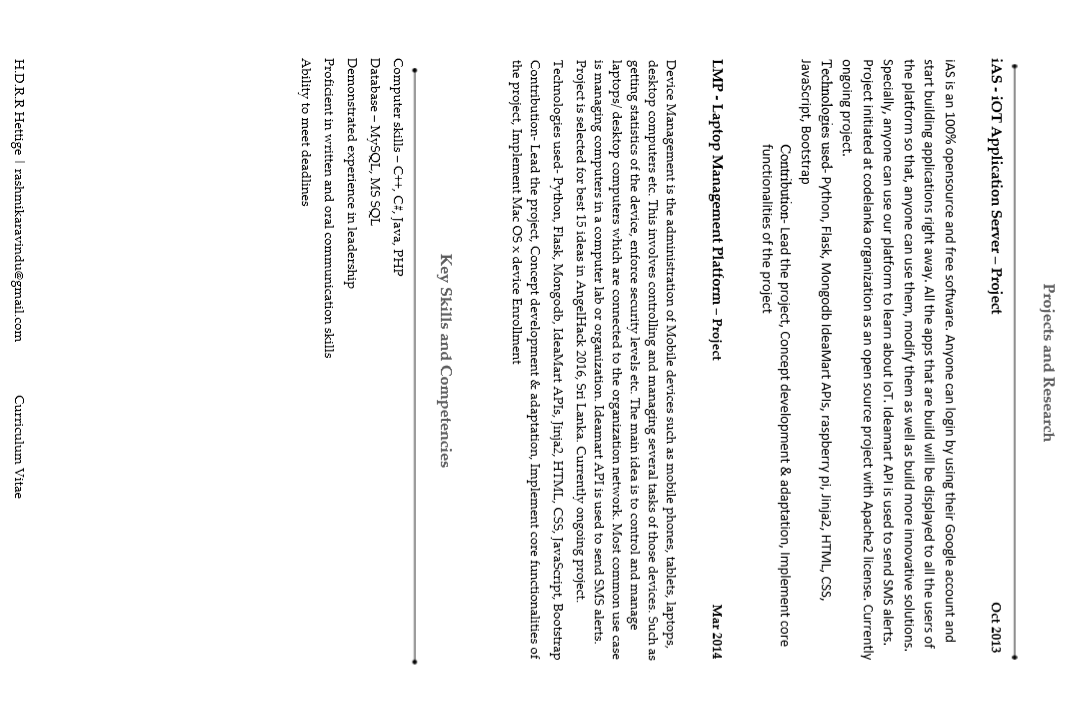 Projects and Research
iAS - iOT Application Server – Project Oct 2013
iAS is an 100% opensource and free software. Anyone can login by using their Google account and
start building applications right away. All the apps that are build will be displayed to all the users of
the platform so that, anyone can use them, modify them as well as build more innovative solutions.
Specially, anyone can use our platform to learn about IoT. Ideamart API is used to send SMS alerts.
Project initiated at codelanka organization as an open source project with Apache2 license. Currently
ongoing project.
Technologies used- Python, Flask, Mongodb IdeaMart APIs, raspberry pi, Jinja2, HTML, CSS,
JavaScript, Bootstrap
Contribution- Lead the project, Concept development & adaptation, Implement core
functionalities of the project
LMP - Laptop Management Platform – Project Mar 2014
Device Management is the administration of Mobile devices such as mobile phones, tablets, laptops,
desktop computers etc. This involves controlling and managing several tasks of those devices. Such as
getting statistics of the device, enforce security levels etc. The main idea is to control and manage
laptops/ desktop computers which are connected to the organization network. Most common use case
is managing computers in a computer lab or organization. Ideamart API is used to send SMS alerts.
Project is selected for best 15 ideas in AngelHack 2016, Sri Lanka. Currently ongoing project.
Technologies used- Python, Flask, Mongodb, IdeaMart APIs, Jinja2, HTML, CSS, JavaScript, Bootstrap
Contribution- Lead the project, Concept development & adaptation, Implement core functionalities of
the project, Implement Mac OS x device Enrollment
Key Skills and Competencies
Computer skills – C++, C#, Java, PHP
Database – MySQL, MS SQL
Demonstrated experience in leadership
Proficient in written and oral communication skills
Ability to meet deadlines
H.D.R.R Hettige | rashmikaravindu@gmail.com Curriculum Vitae